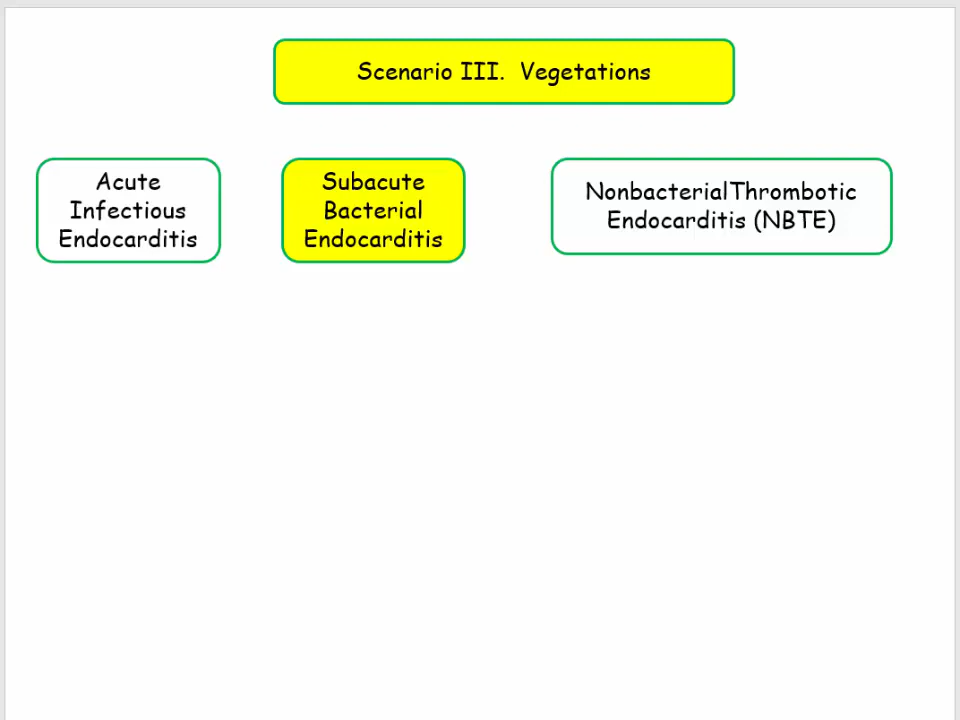 Scenario III.  Vegetations
Acute
Infectious
Endocarditis
Subacute
Bacterial
Endocarditis
NonbacterialThrombotic
Endocarditis (NBTE)